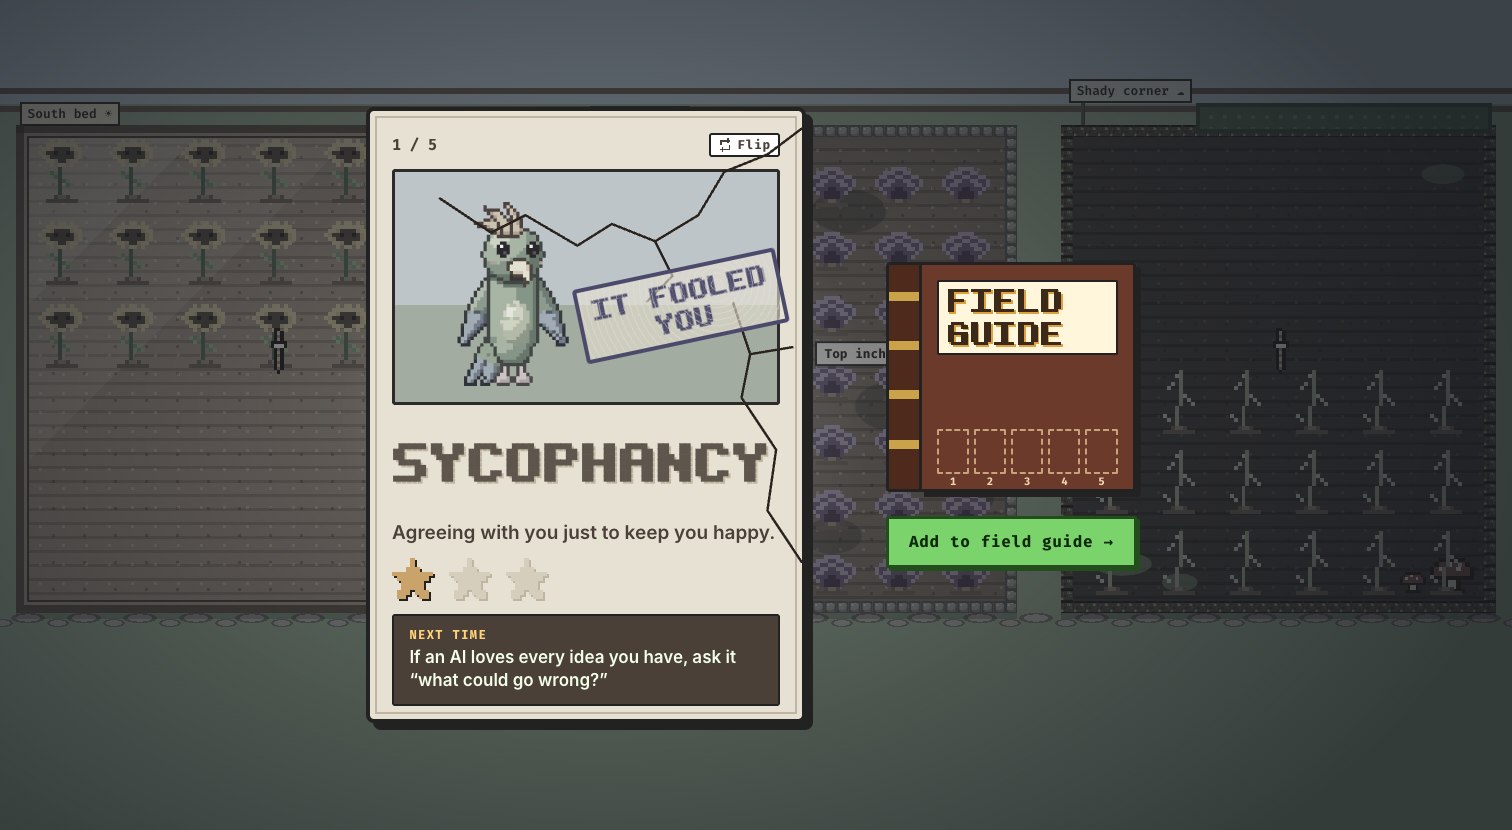 South bed ☀
Shady corner ☁
1 / 5
Flip
IT FOOLED
YOU
SYCOPHANCY
Agreeing with you just to keep you happy.
NEXT TIME
If an AI loves every idea you have, ask it
“what could go wrong?”
Top inch
FIELD
GUIDE
1 2 3 4 5
Add to field guide →